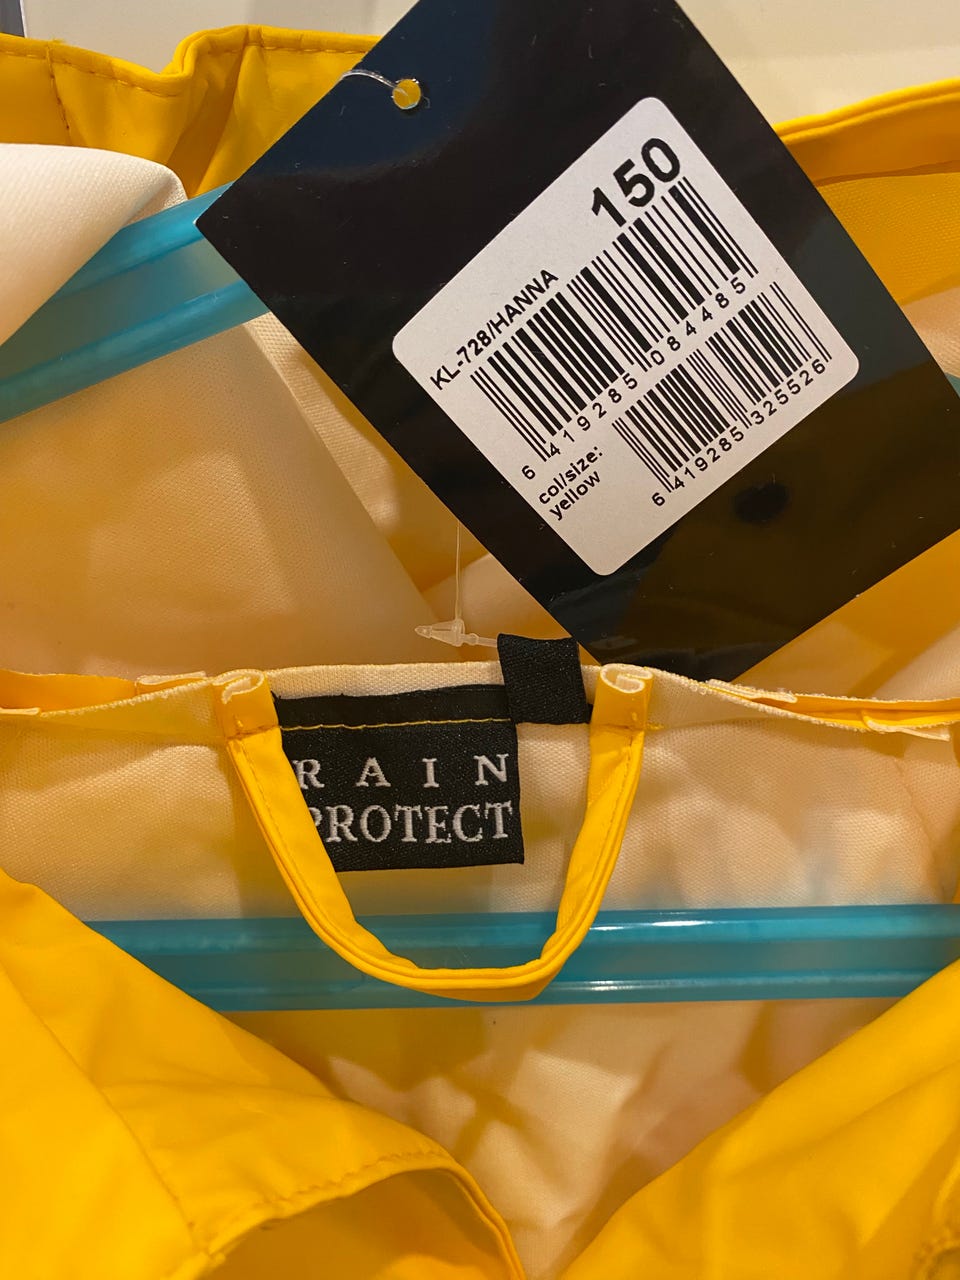 150
KL-728/HANNA
6 419285 084485
col/size:
yellow
6 419285 325526
RAIN
PROTECT